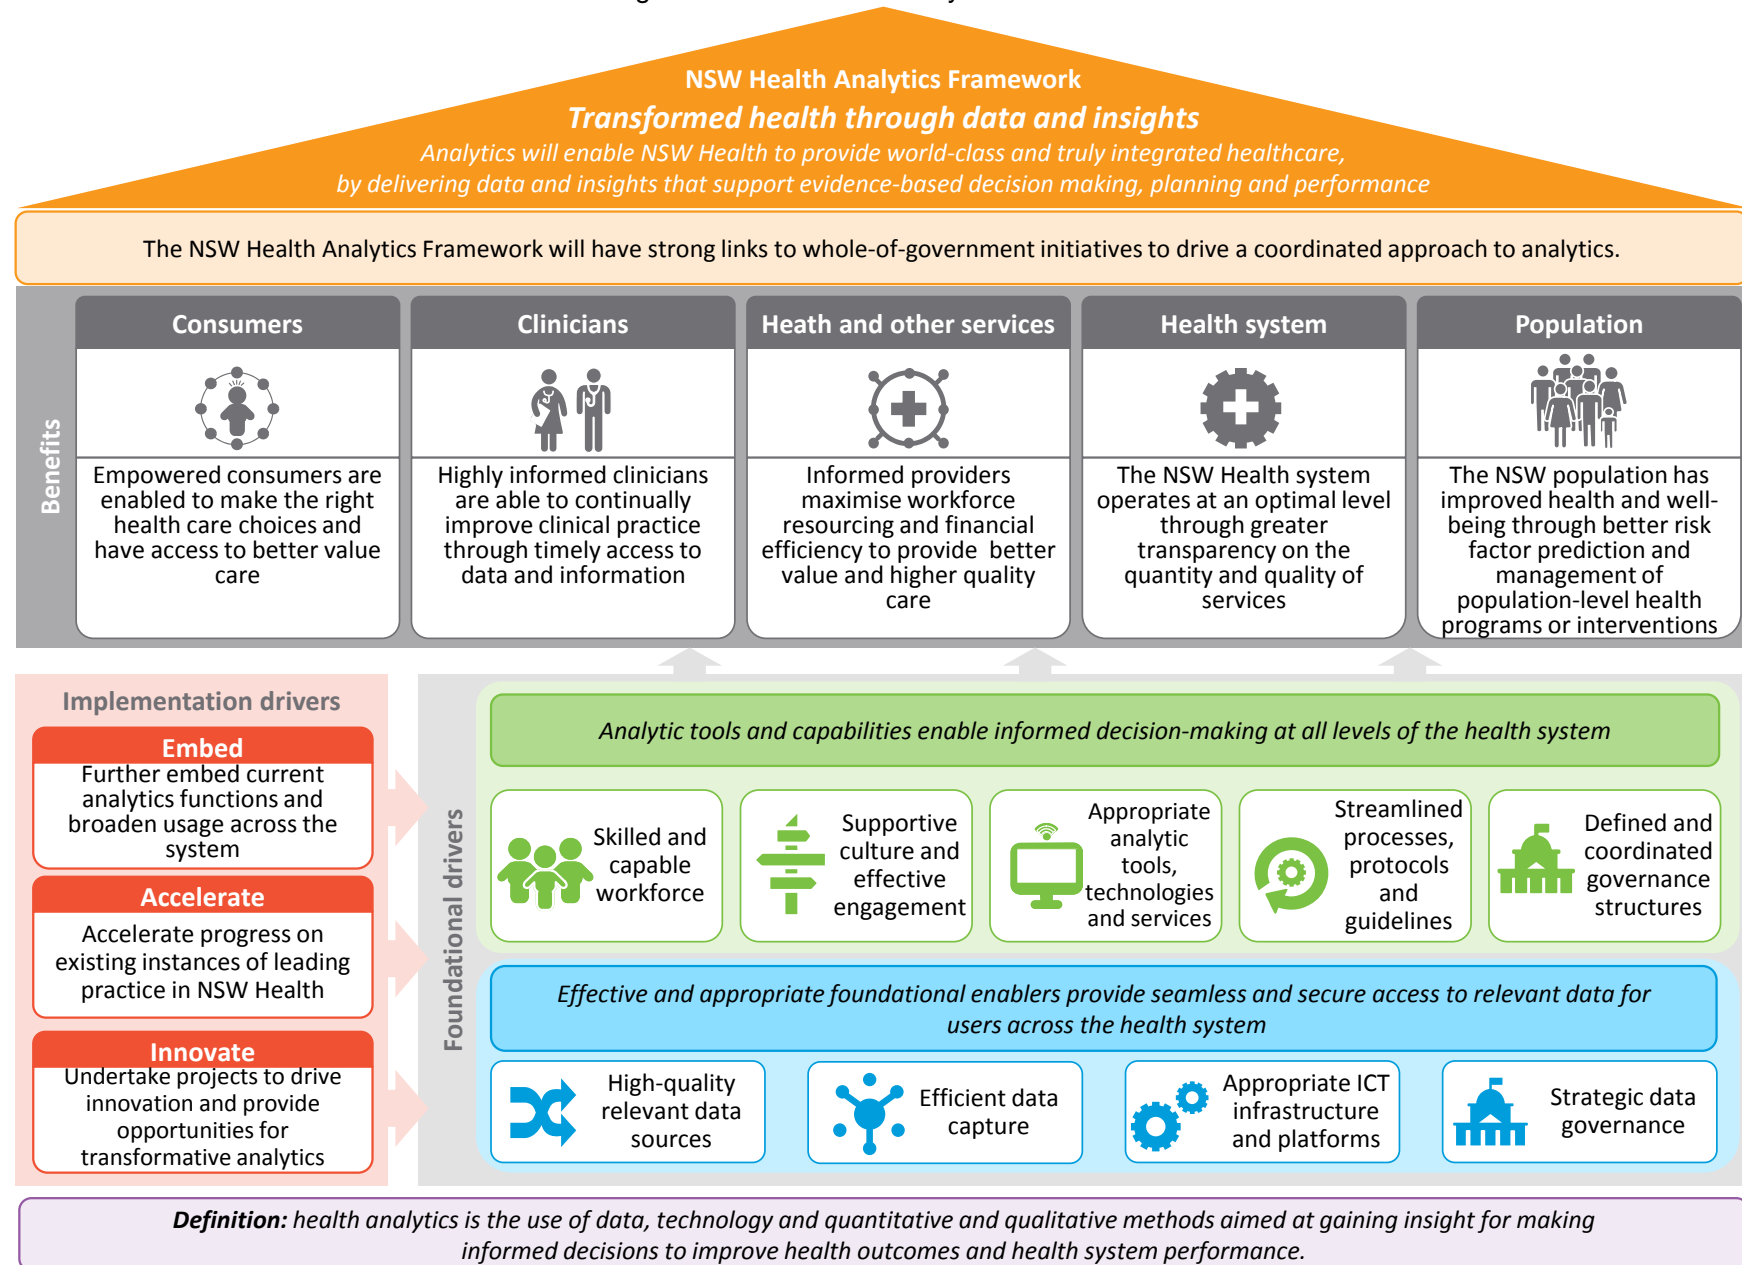 NSW Health Analytics Framework
Transformed health through data and insights
Analytics will enable NSW Health to provide world-class and truly integrated healthcare,
by delivering data and insights that support evidence-based decision making, planning and performance
The NSW Health Analytics Framework will have strong links to whole-of-government initiatives to drive a coordinated approach to analytics.
Benefits
Consumers
Empowered consumers are
enabled to make the right
health care choices and
have access to better value
care
Clinicians
Highly informed clinicians
are able to continually
improve clinical practice
through timely access to
data and information
Heath and other services
Informed providers
maximise workforce
resourcing and financial
efficiency to provide  better
value and higher quality
care
Health system
The NSW Health system
operates at an optimal level
through greater
transparency on the
quantity and quality of
services
Population
The NSW population has
improved health and well-
being through better risk
factor prediction and
management of
population-level health
programs or interventions
Implementation drivers
Embed
Further embed current
analytics functions and
broaden usage across the
system
Accelerate
Accelerate progress on
existing instances of leading
practice in NSW Health
Innovate
Undertake projects to drive
innovation and provide
opportunities for
transformative analytics
Foundational drivers
Analytic tools and capabilities enable informed decision-making at all levels of the health system
Skilled and
capable
workforce
Supportive
culture and
effective
engagement
Appropriate
analytic
tools,
technologies
and services
Streamlined
processes,
protocols
and
guidelines
Defined and
coordinated
governance
structures
Effective and appropriate foundational enablers provide seamless and secure access to relevant data for
users across the health system
High-quality
relevant data
sources
Efficient data
capture
Appropriate ICT
infrastructure
and platforms
Strategic data
governance
Definition: health analytics is the use of data, technology and quantitative and qualitative methods aimed at gaining insight for making
informed decisions to improve health outcomes and health system performance.